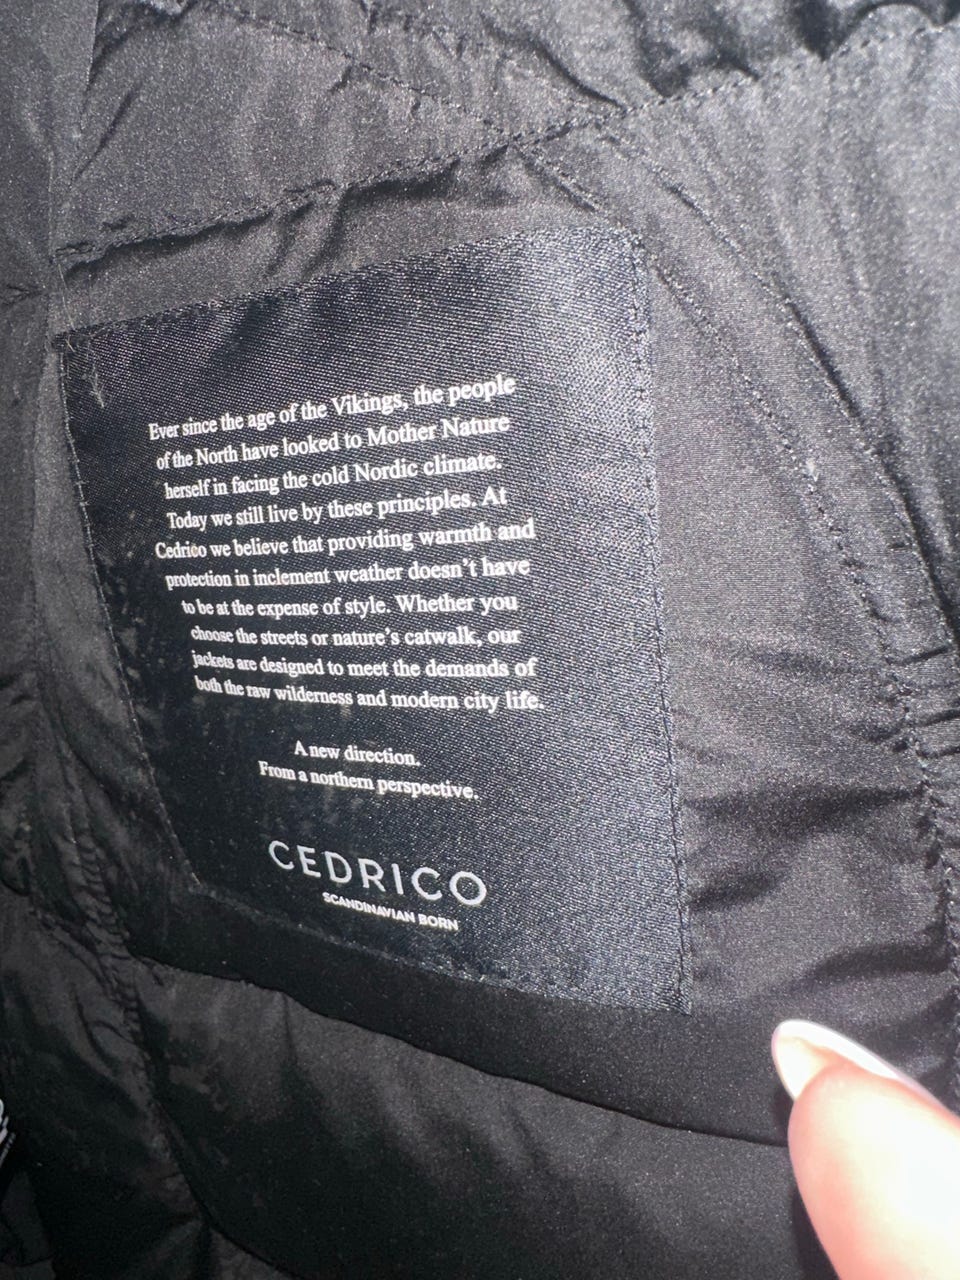 Ever since the age of the Vikings, the people
of the North have looked to Mother Nature
herself in facing the cold Nordic climate.
Today we still live by these principles. At
Cedrico we believe that providing warmth and
protection in inclement weather doesn't have
to be at the expense of style. Whether you
choose the streets or nature's catwalk, our
jackets are designed to meet the demands of
both the raw wilderness and modern city life.
A new direction.
From a northern perspective.
CEDRICO
SCANDINAVIAN BORN